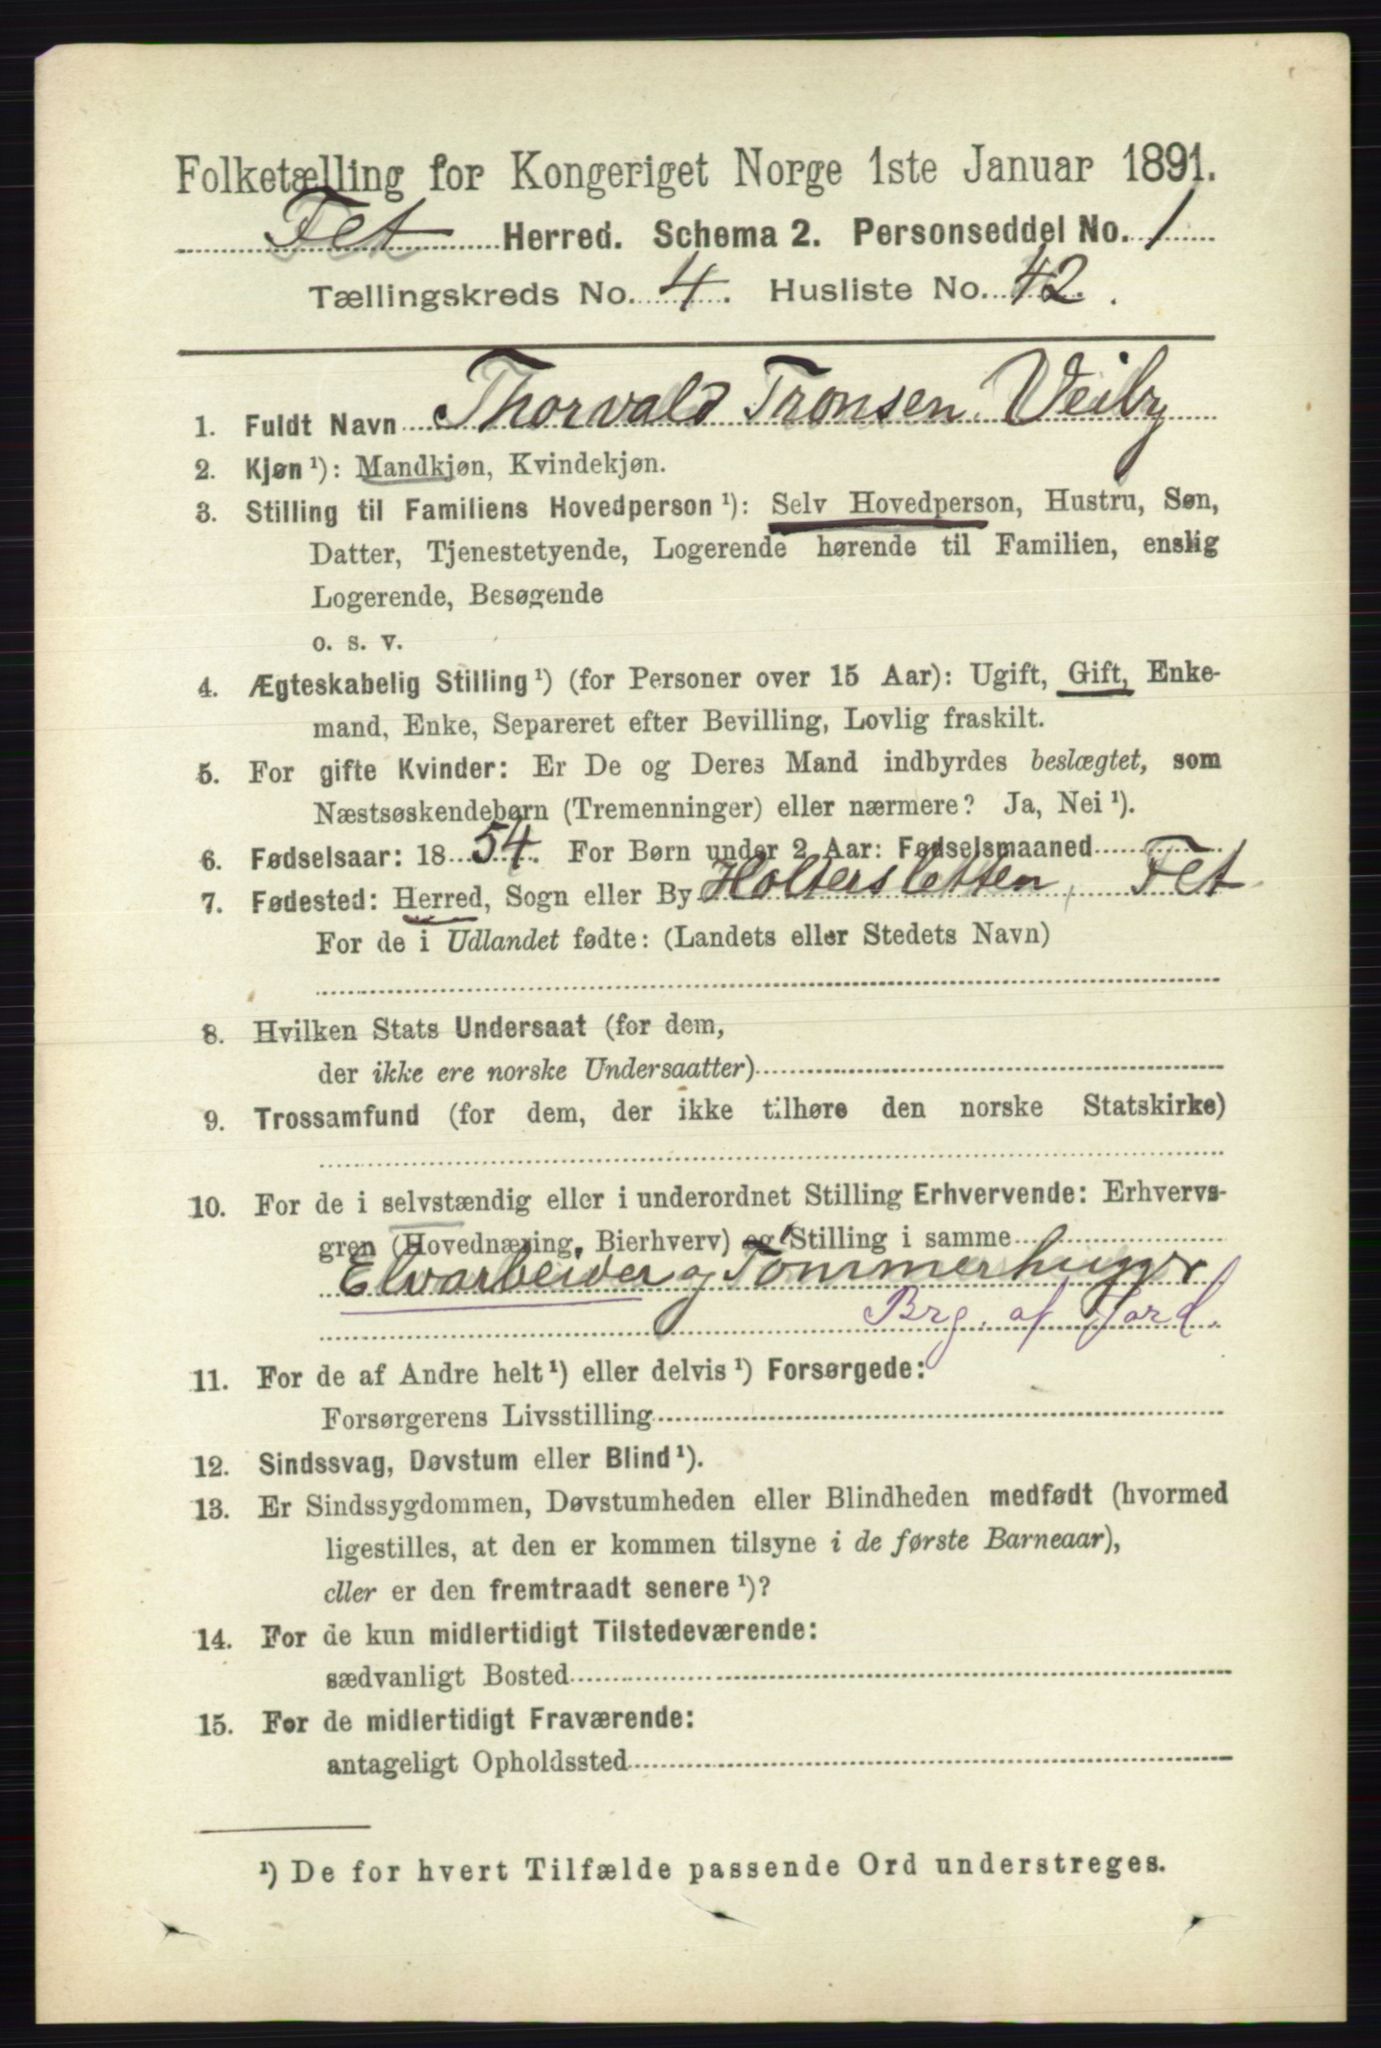 Folketælling for Kongeriget Norge 1ste Januar 1891.
Fet Herred. Schema 2. Personseddel No. 1
Tællingskreds No. 4. Husliste No. 42.
1. Fuldt Navn Thorvald Tronsen Veiby
2. Kjøn ¹): Mandkjøn, Kvindekjøn.
3. Stilling til Familiens Hovedperson ¹): Selv Hovedperson, Hustru, Søn,
Datter, Tjenestetyende, Logerende hørende til Familien, enslig
Logerende, Besøgende
o. s. v.
4. Ægteskabelig Stilling ¹) (for Personer over 15 Aar): Ugift, Gift, Enke-
mand, Enke, Separeret efter Bevilling, Lovlig fraskilt.
5. For gifte Kvinder: Er De og Deres Mand indbyrdes beslægtet, som
Næstsøskendebørn (Tremenninger) eller nærmere? Ja, Nei ¹).
6. Fødselsaar: 1854. For Børn under 2 Aar: Fødselsmaaned
7. Fødested: Herred, Sogn eller By Holtersletten, Fet
For de i Udlandet fødte: (Landets eller Stedets Navn)
8. Hvilken Stats Undersaat (for dem,
der ikke ere norske Undersaatter)
9. Trossamfund (for dem, der ikke tilhøre den norske Statskirke)
10. For de i selvstændig eller i underordnet Stilling Erhvervende: Erhvervs-
gren (Hovednæring, Bierhverv) og Stilling i samme
Elvarbeider og Tommerhugger
Brg. af Jord.
11. For de af Andre helt ¹) eller delvis ¹) Forsørgede:
Forsørgerens Livsstilling
12. Sindssvag, Døvstum eller Blind ¹).
13. Er Sindssygdommen, Døvstumheden eller Blindheden medfødt (hvormed
ligestilles, at den er kommen tilsyne i de første Barneaar),
eller er den fremtraadt senere ¹)?
14. For de kun midlertidigt Tilstedeværende:
sædvanligt Bosted
15. For de midlertidigt Fraværende:
antageligt Opholdssted
¹) De for hvert Tilfælde passende Ord understreges.